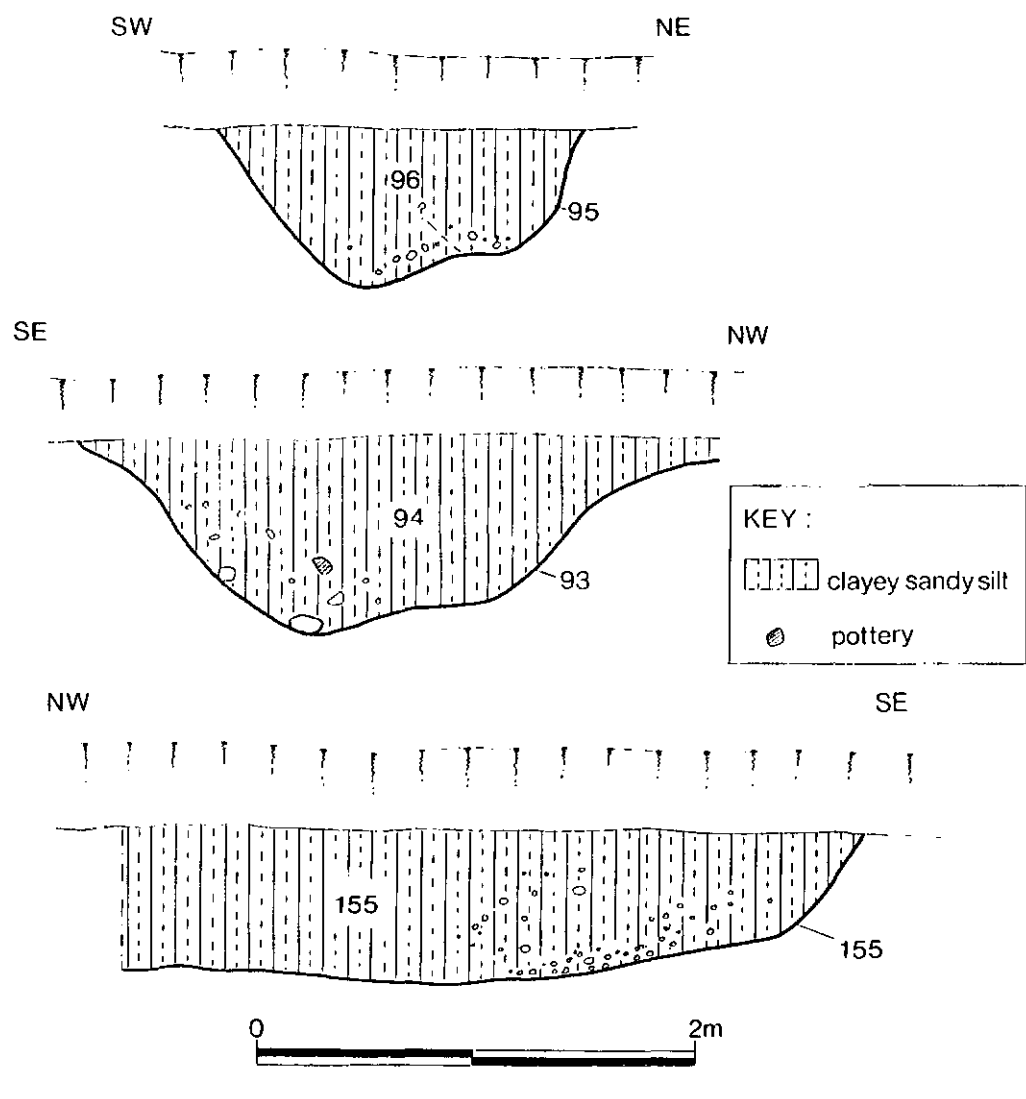 SW NE
96
?
95
SE NW
94
93
KEY :
clayey sandy silt
pottery
NW SE
155
155
0 2m